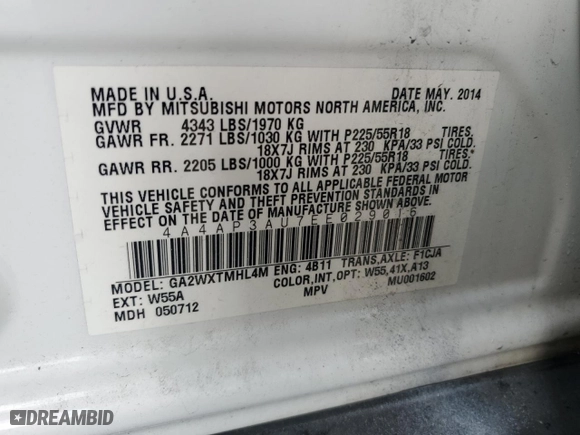 MADE IN U.S.A. DATE MAY. 2014
MFD BY MITSUBISHI MOTORS NORTH AMERICA, INC.
GVWR 4343 LBS/1970 KG
GAWR FR. 2271 LBS/1030 KG WITH P225/55R18 TIRES,
18X7J RIMS AT 230 KPA/33 PSI COLD.
GAWR RR. 2205 LBS/1000 KG WITH P225/55R18 TIRES,
18X7J RIMS AT 230 KPA/33 PSI COLD.
THIS VEHICLE CONFORMS TO ALL APPLICABLE FEDERAL MOTOR
VEHICLE SAFETY AND THEFT PREVENTION STANDARDS IN
EFFECT ON THE DATE OF MANUFACTURE SHOWN ABOVE.
4A4AP3AU7EE029016
MODEL: GA2WXTMHL4M ENG: 4B11 TRANS,AXLE: F1CJA
EXT: W55A COLOR,INT,OPT: W55,41X,A13
MDH 050712 MPV MU001602
DREAMBID